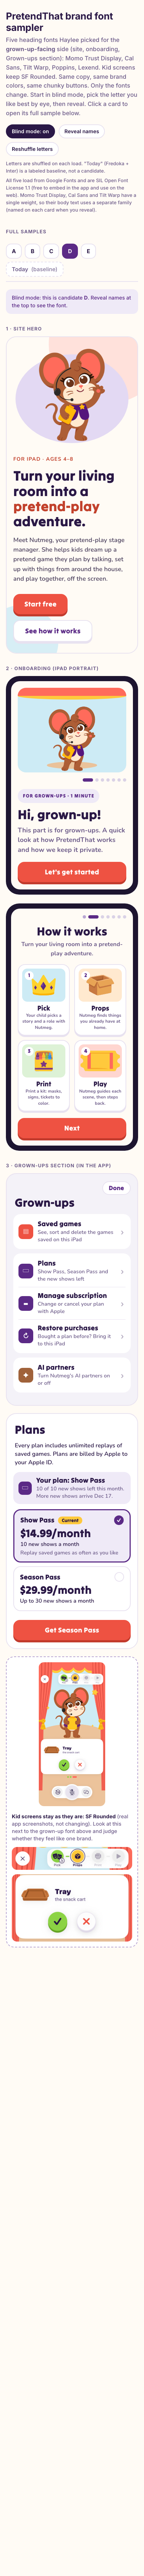 PretendThat brand font
sampler
Five heading fonts Haylee picked for the
grown-up-facing side (site, onboarding,
Grown-ups section): Momo Trust Display, Cal
Sans, Tilt Warp, Poppins, Lexend. Kid screens
keep SF Rounded. Same copy, same brand
colors, same chunky buttons. Only the fonts
change. Start in blind mode, pick the letter you
like best by eye, then reveal. Click a card to
open its full sample below.
Blind mode: on
Reveal names
Reshuffle letters
Letters are shuffled on each load. "Today" (Fredoka +
Inter) is a labeled baseline, not a candidate.
All five load from Google Fonts and are SIL Open Font
License 1.1 (free to embed in the app and use on the
web). Momo Trust Display, Cal Sans and Tilt Warp have a
single weight, so their body text uses a separate family
(named on each card when you reveal).
FULL SAMPLES
A
B
C
D
E
Today (baseline)
Blind mode: this is candidate D. Reveal names at
the top to see the font.
1 · SITE HERO
FOR IPAD · AGES 4–8
Turn your living
room into a
pretend-play
adventure.
Meet Nutmeg, your pretend-play stage
manager. She helps kids dream up a
pretend game they plan by talking, set
up with things from around the house,
and play together, off the screen.
Start free
See how it works
2 · ONBOARDING (IPAD PORTRAIT)
FOR GROWN-UPS · 1 MINUTE
Hi, grown-up!
This part is for grown-ups. A quick
look at how PretendThat works
and how we keep it private.
Let's get started
How it works
Turn your living room into a pretend-
play adventure.
1
Pick
Your child picks a
story and a role with
Nutmeg.
2
Props
Nutmeg finds things
you already have at
home.
3
Print
Print a kit: masks,
signs, tickets to
color.
4
Play
Nutmeg guides each
scene, then steps
back.
Next
3 · GROWN-UPS SECTION (IN THE APP)
Done
Grown-ups
Saved games
See, sort and delete the games
saved on this iPad
Plans
Show Pass, Season Pass and
the new shows left
Manage subscription
Change or cancel your plan
with Apple
Restore purchases
Bought a plan before? Bring it
to this iPad
AI partners
Turn Nutmeg's AI partners on
or off
Plans
Every plan includes unlimited replays of
saved games. Plans are billed by Apple to
your Apple ID.
Your plan: Show Pass
10 of 10 new shows left this month.
More new shows arrive Dec 17.
Show Pass Current
$14.99/month
10 new shows a month
Replay saved games as often as you like
Season Pass
$29.99/month
Up to 30 new shows a month
Get Season Pass
Tray
the snack cart
Kid screens stay as they are: SF Rounded (real
app screenshots, not changing). Look at this
next to the grown-up font above and judge
whether they feel like one brand.
Props
Tray
the snack cart